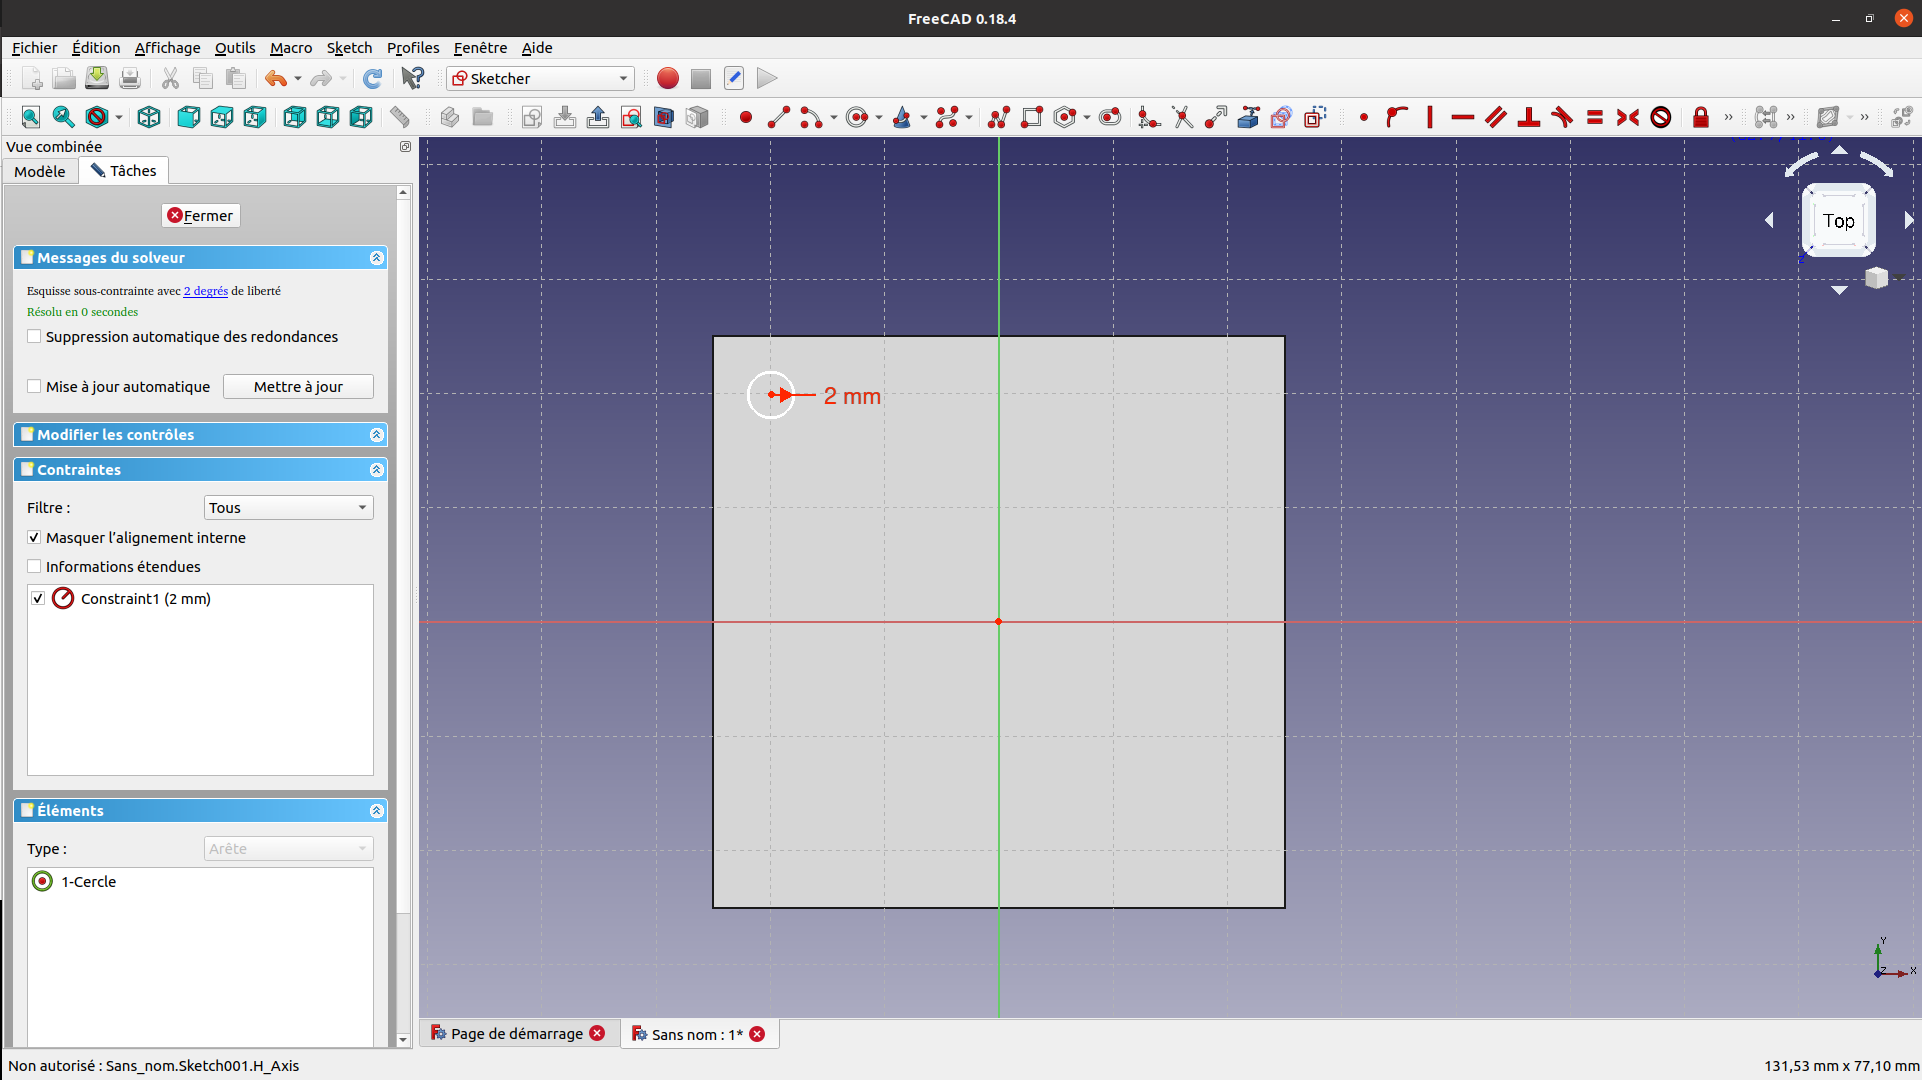 FreeCAD 0.18.4
Fichier Édition Affichage Outils Macro Sketch Profiles Fenêtre Aide
Sketcher
Vue combinée
Modèle Tâches
Fermer
Messages du solveur
Esquisse sous-contrainte avec 2 degrés de liberté
Résolu en 0 secondes
Suppression automatique des redondances
Mise à jour automatique Mettre à jour
Modifier les contrôles
Contraintes
Filtre : Tous
Masquer l'alignement interne
Informations étendues
Constraint1 (2 mm)
Éléments
Type : Arête
1-Cercle
2 mm
Top
Z
Y
Z
X
Page de démarrage
Sans nom : 1*
Non autorisé : Sans_nom.Sketch001.H_Axis
131,53 mm x 77,10 mm